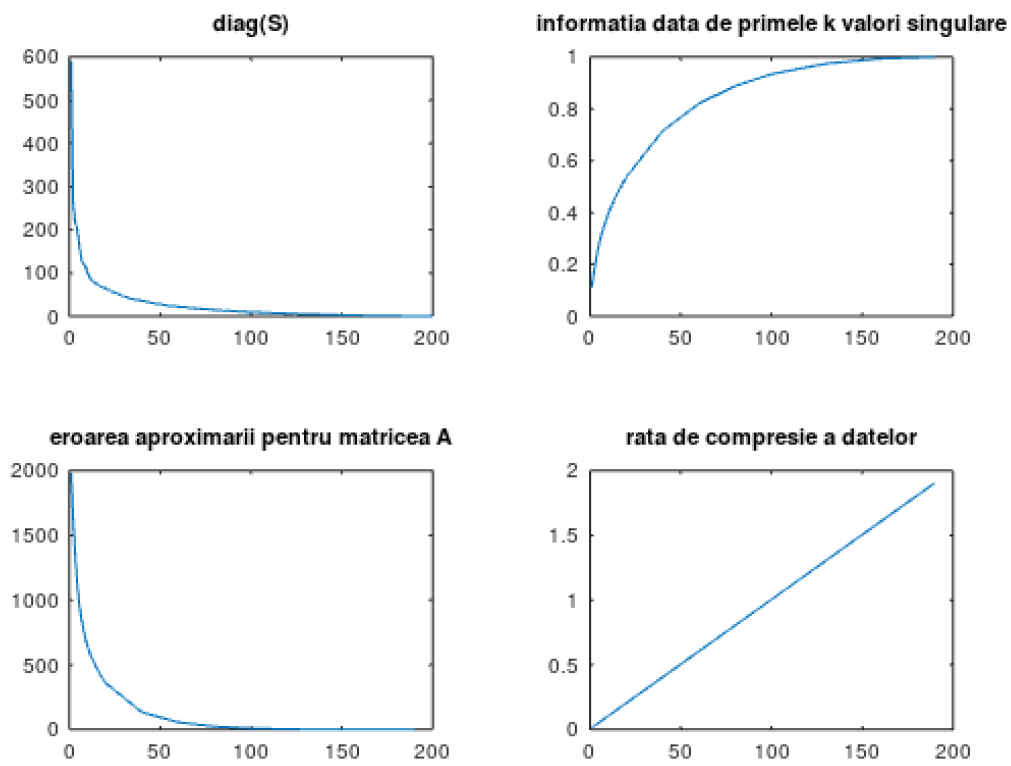 diag(S)
600
500
400
300
200
100
0
0 50 100 150 200
informatia data de primele k valori singulare
1
0.8
0.6
0.4
0.2
0
0 50 100 150 200
eroarea aproximarii pentru matricea A
2000
1500
1000
500
0
0 50 100 150 200
rata de compresie a datelor
2
1.5
1
0.5
0
0 50 100 150 200